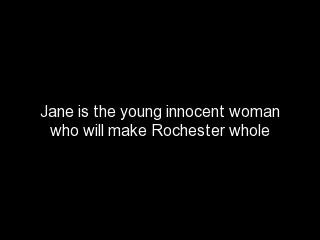 Jane is the young innocent woman
who will make Rochester whole